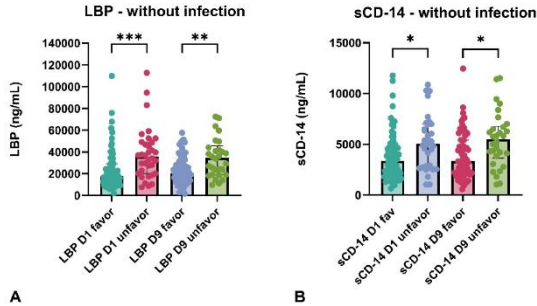 LBP - without infection
***
**
LBP (ng/mL)
140000
120000
100000
80000
60000
40000
20000
0
LBP D1 favor
LBP D1 unfavor
LBP D9 favor
LBP D9 unfavor
A
sCD-14 - without infection
*
*
sCD-14 (ng/mL)
15000
10000
5000
0
sCD-14 D1 fav
sCD-14 D1 unfavor
sCD-14 D9 favor
sCD-14 D9 unfavor
B